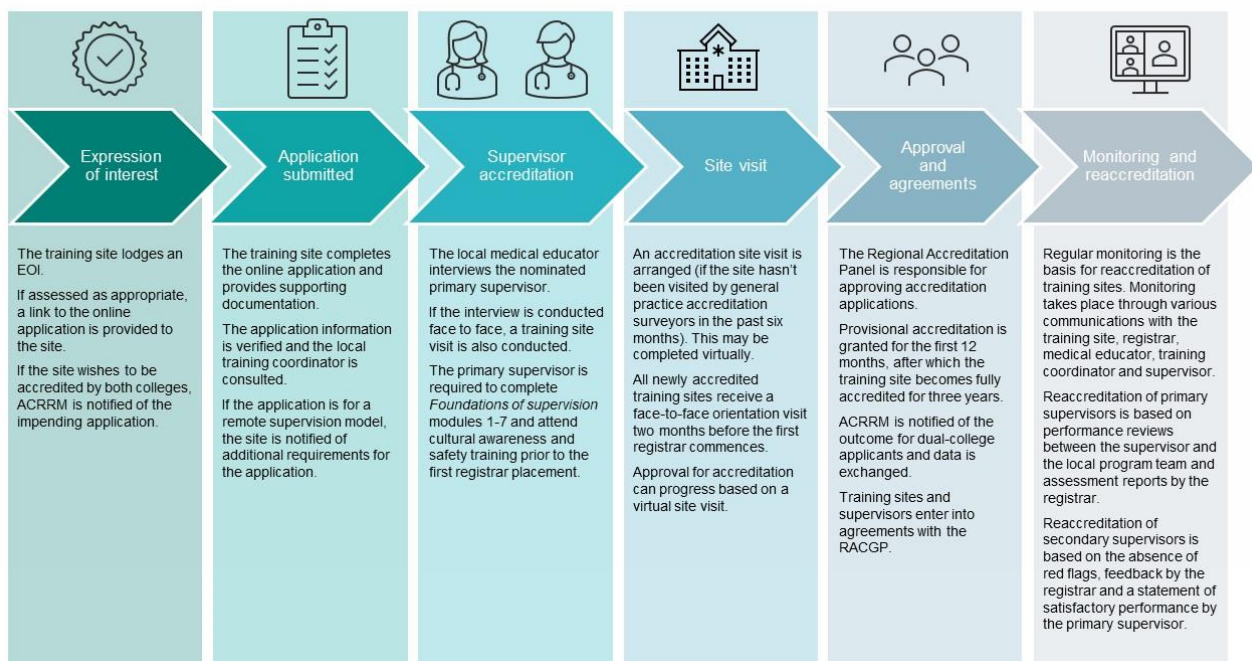 Expression
of interest
Application
submitted
Supervisor
accreditation
Site visit
Approval
and
agreements
Monitoring and
reaccreditation
The training site lodges an
EOI.
If assessed as appropriate,
a link to the online
application is provided to
the site.
If the site wishes to be
accredited by both colleges,
ACRRM is notified of the
impending application.
The training site completes
the online application and
provides supporting
documentation.
The application information
is verified and the local
training coordinator is
consulted.
If the application is for a
remote supervision model,
the site is notified of
additional requirements for
the application.
The local medical educator
interviews the nominated
primary supervisor.
If the interview is conducted
face to face, a training site
visit is also conducted.
The primary supervisor is
required to complete
Foundations of supervision
modules 1-7 and attend
cultural awareness and
safety training prior to the
first registrar placement.
An accreditation site visit is
arranged (if the site hasn't
been visited by general
practice accreditation
surveyors in the past six
months). This may be
completed virtually.
All newly accredited
training sites receive a
face-to-face orientation visit
two months before the first
registrar commences.
Approval for accreditation
can progress based on a
virtual site visit.
The Regional Accreditation
Panel is responsible for
approving accreditation
applications.
Provisional accreditation is
granted for the first 12
months, after which the
training site becomes fully
accredited for three years.
ACRRM is notified of the
outcome for dual-college
applicants and data is
exchanged.
Training sites and
supervisors enter into
agreements with the
RACGP.
Regular monitoring is the
basis for reaccreditation of
training sites. Monitoring
takes place through various
communications with the
training site, registrar,
medical educator, training
coordinator and supervisor.
Reaccreditation of primary
supervisors is based on
performance reviews
between the supervisor and
the local program team and
assessment reports by the
registrar.
Reaccreditation of
secondary supervisors is
based on the absence of
red flags, feedback by the
registrar and a statement of
satisfactory performance by
the primary supervisor.